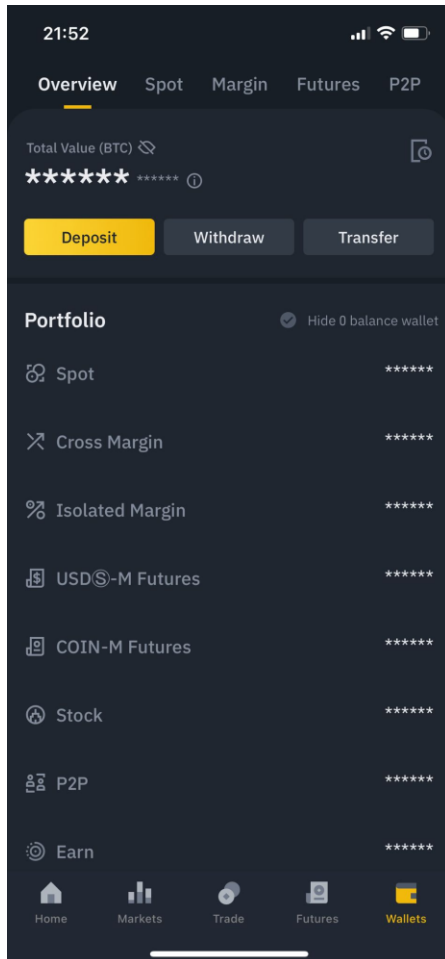 21:52
Overview Spot Margin Futures P2P
Total Value (BTC)
****** ******
Deposit Withdraw Transfer
Portfolio Hide 0 balance wallet
Spot ******
Cross Margin ******
Isolated Margin ******
USDⓈ-M Futures ******
COIN-M Futures ******
Stock ******
P2P ******
Earn ******
Home Markets Trade Futures Wallets